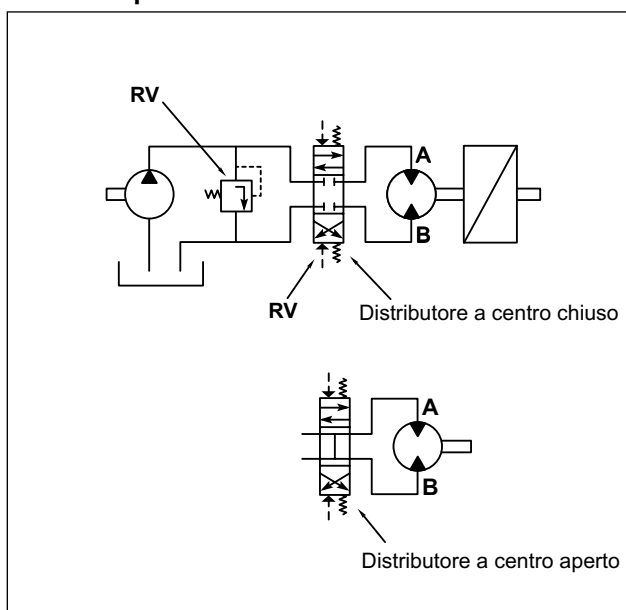 RV
A
B
RV
Distributore a centro chiuso
A
B
Distributore a centro aperto